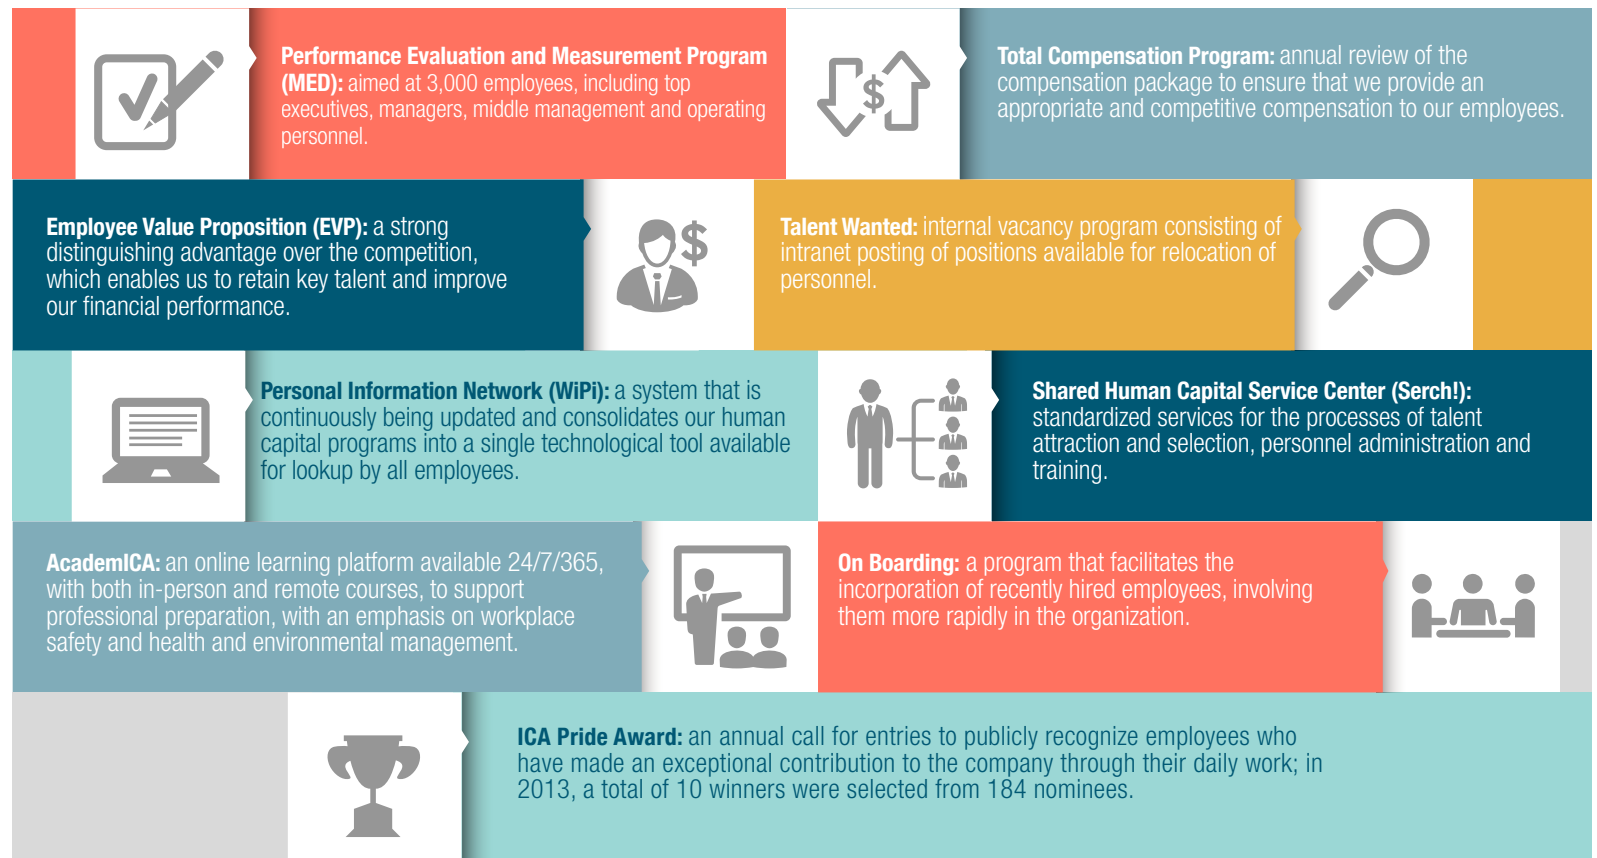 Performance Evaluation and Measurement Program
(MED): aimed at 3,000 employees, including top
executives, managers, middle management and operating
personnel.
Total Compensation Program: annual review of the
compensation package to ensure that we provide an
appropriate and competitive compensation to our employees.
Employee Value Proposition (EVP): a strong
distinguishing advantage over the competition,
which enables us to retain key talent and improve
our financial performance.
$
Talent Wanted: internal vacancy program consisting of
intranet posting of positions available for relocation of
personnel.
Personal Information Network (WiPi): a system that is
continuously being updated and consolidates our human
capital programs into a single technological tool available
for lookup by all employees.
Shared Human Capital Service Center (Serch!):
standardized services for the processes of talent
attraction and selection, personnel administration and
training.
AcademICA: an online learning platform available 24/7/365,
with both in-person and remote courses, to support
professional preparation, with an emphasis on workplace
safety and health and environmental management.
On Boarding: a program that facilitates the
incorporation of recently hired employees, involving
them more rapidly in the organization.
ICA Pride Award: an annual call for entries to publicly recognize employees who
have made an exceptional contribution to the company through their daily work; in
2013, a total of 10 winners were selected from 184 nominees.